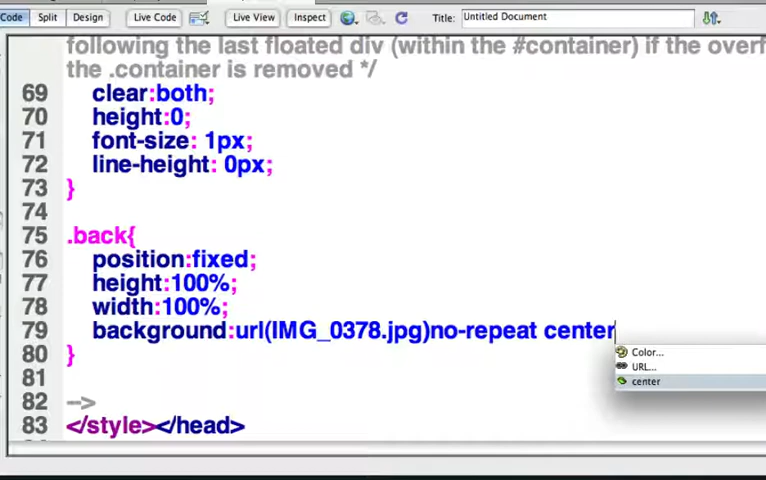 Code Split Design Live Code Live View Inspect Title: Untitled Document
following the last floated div (within the #container) if the overf
the .container is removed */
69 clear:both;
70 height:0;
71 font-size: 1px;
72 line-height: 0px;
73 }
74
75 .back{
76 position:fixed;
77 height:100%;
78 width:100%;
79 background:url(IMG_0378.jpg)no-repeat center
Color...
80 }
URL...
81 center
82 -->
83 </style></head>